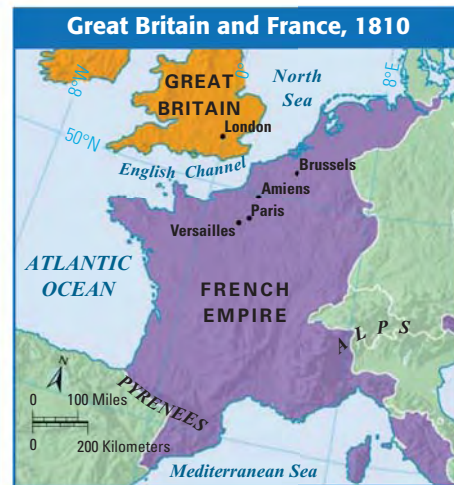 Great Britain and France, 1810
8°W
0°
8°E
50°N
GREAT
BRITAIN
North
Sea
London
English Channel
Brussels
Amiens
Paris
Versailles
ATLANTIC
OCEAN
FRENCH
EMPIRE
ALPS
PYRENEES
N
0 100 Miles
0 200 Kilometers
Mediterranean Sea